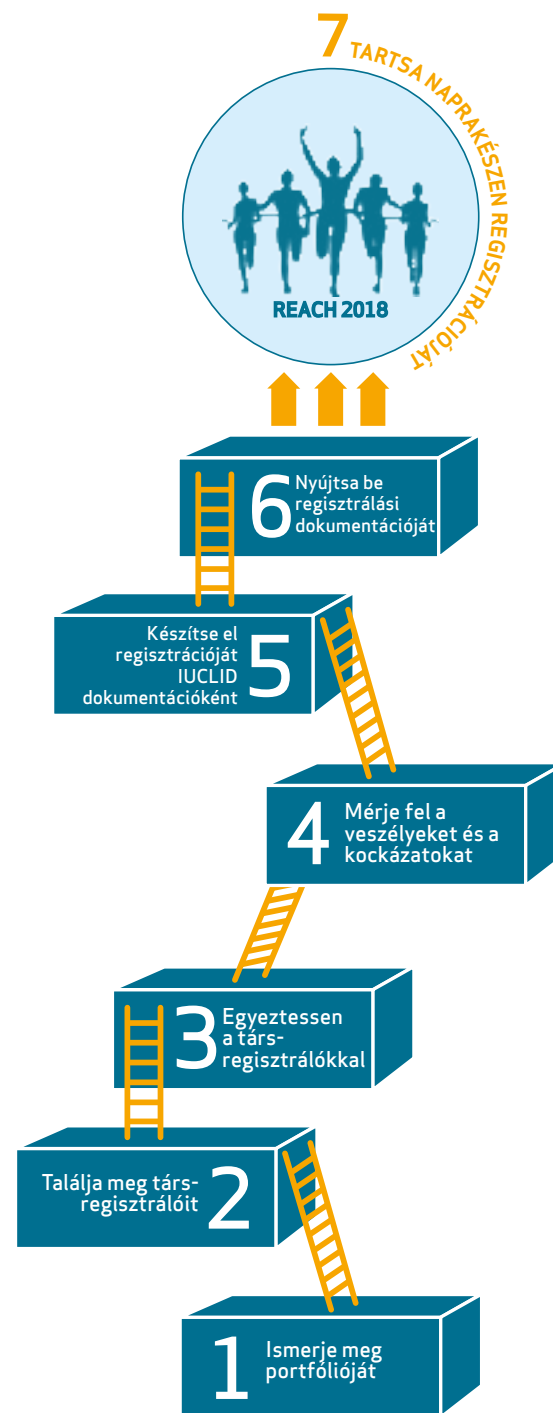 7 TARTSA NAPRAKÉSZEN REGISZTRÁCIÓJÁT
REACH 2018
6 Nyújtsa be
regisztrálási
dokumentációját
Készítse el
regisztrációját
IUCLID
dokumentációként
5
4 Mérje fel a
veszélyeket és a
kockázatokat
3 Egyeztessen
a társ-
regisztrálókkal
Találja meg társ-
regisztrálóit
2
1 Ismerje meg
portfólióját